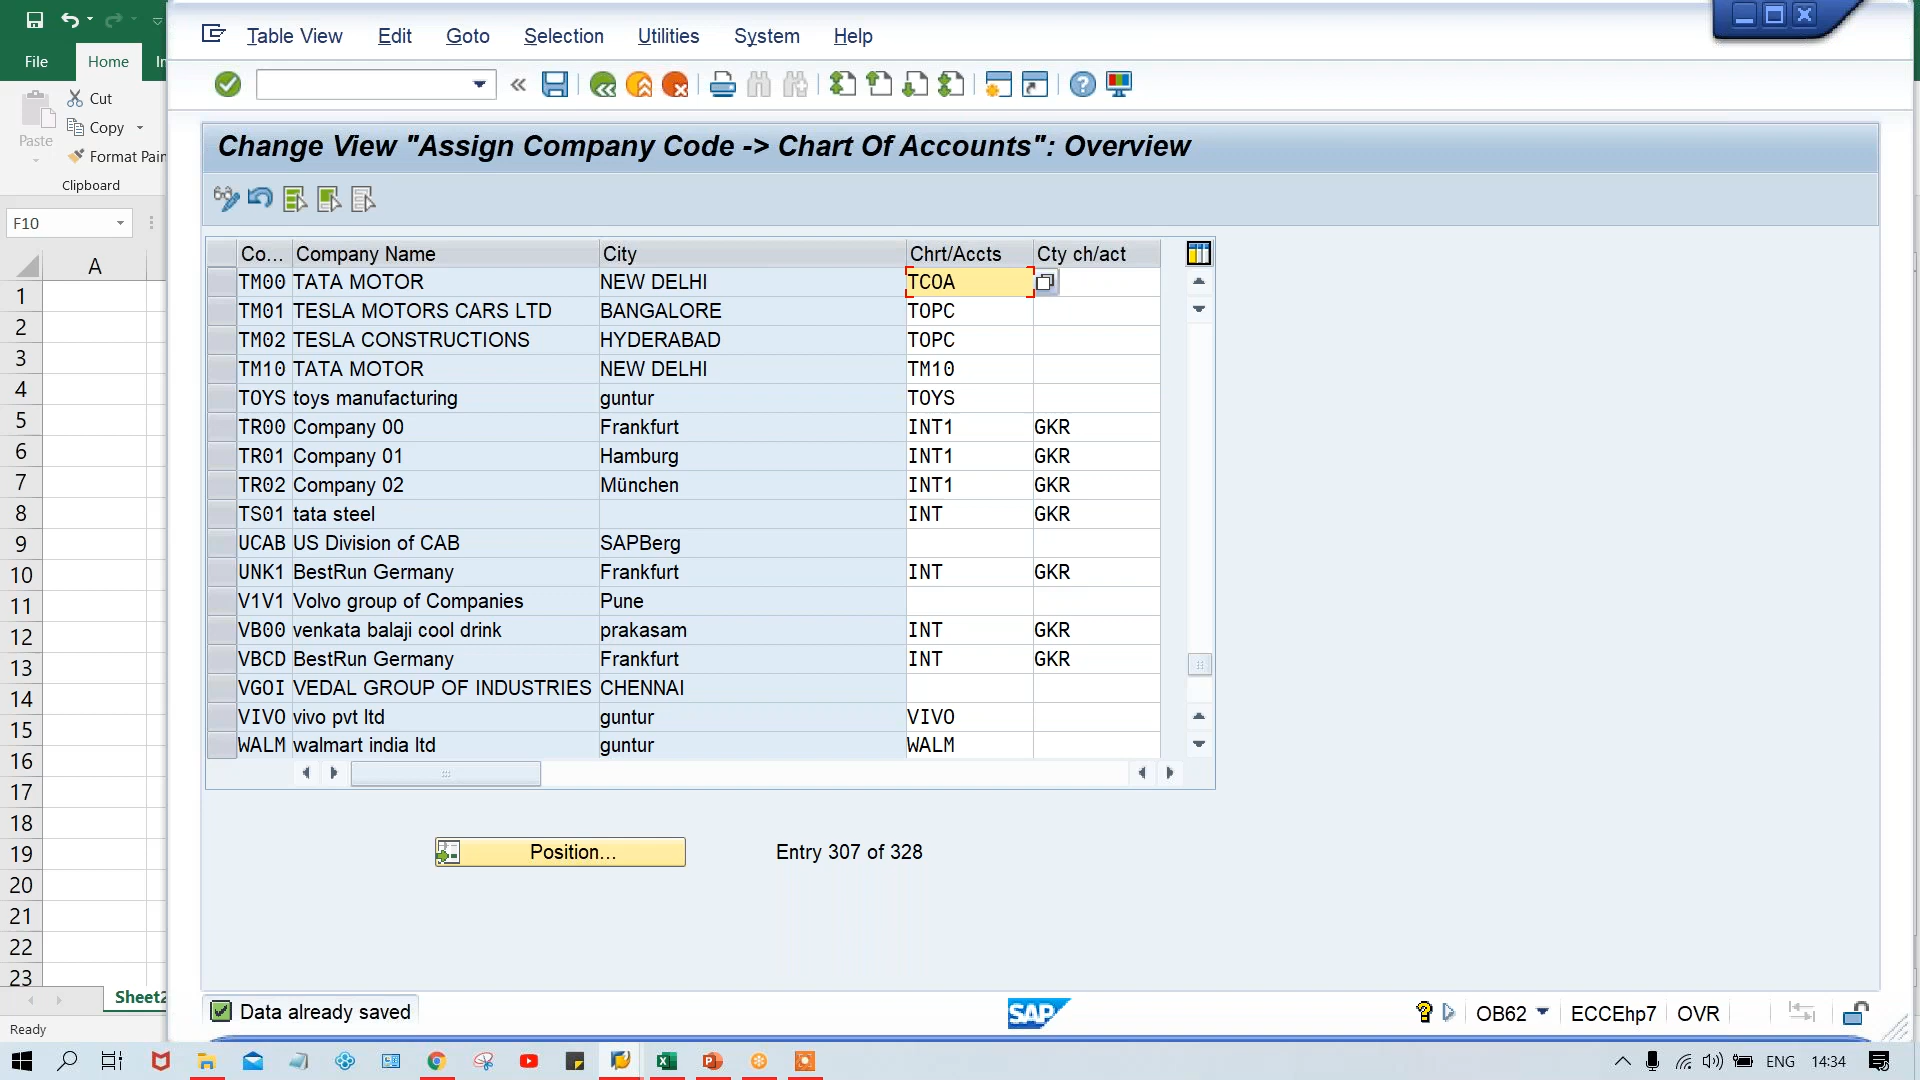 Table View Edit Goto Selection Utilities System Help
File Home
Cut
Copy
Paste
Format Pain
Clipboard
F10
A
1
2
3
4
5
6
7
8
9
10
11
12
13
14
15
16
17
18
19
20
21
22
23
Sheet2
Ready
Change View "Assign Company Code -> Chart Of Accounts": Overview
Co... Company Name City Chrt/Accts Cty ch/act
TM00 TATA MOTOR NEW DELHI TCOA
TM01 TESLA MOTORS CARS LTD BANGALORE TOPC
TM02 TESLA CONSTRUCTIONS HYDERABAD TOPC
TM10 TATA MOTOR NEW DELHI TM10
TOYS toys manufacturing guntur TOYS
TR00 Company 00 Frankfurt INT1 GKR
TR01 Company 01 Hamburg INT1 GKR
TR02 Company 02 München INT1 GKR
TS01 tata steel INT GKR
UCAB US Division of CAB SAPBerg
UNK1 BestRun Germany Frankfurt INT GKR
V1V1 Volvo group of Companies Pune
VB00 venkata balaji cool drink prakasam INT GKR
VBCD BestRun Germany Frankfurt INT GKR
VGOI VEDAL GROUP OF INDUSTRIES CHENNAI
VIVO vivo pvt ltd guntur VIVO
WALM walmart india ltd guntur WALM
Position... Entry 307 of 328
Data already saved SAP OB62 ECCEhp7 OVR
ENG 14:34